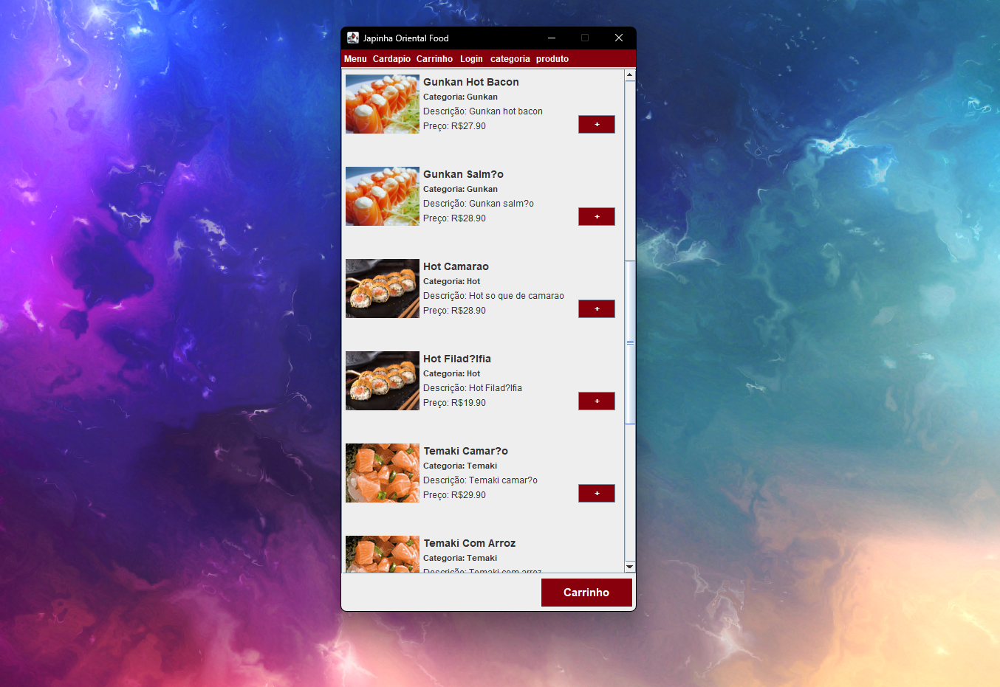 Japinha Oriental Food
Menu Cardapio Carrinho Login categoria produto
Gunkan Hot Bacon
Categoria: Gunkan
Descrição: Gunkan hot bacon
Preço: R$27.90
+
Gunkan Salm?o
Categoria: Gunkan
Descrição: Gunkan salm?o
Preço: R$28.90
+
Hot Camarao
Categoria: Hot
Descrição: Hot so que de camarao
Preço: R$28.90
+
Hot Filad?lfia
Categoria: Hot
Descrição: Hot Filad?lfia
Preço: R$19.90
+
Temaki Camar?o
Categoria: Temaki
Descrição: Temaki camar?o
Preço: R$29.90
+
Temaki Com Arroz
Categoria: Temaki
Descrição: Temaki com arroz
Carrinho